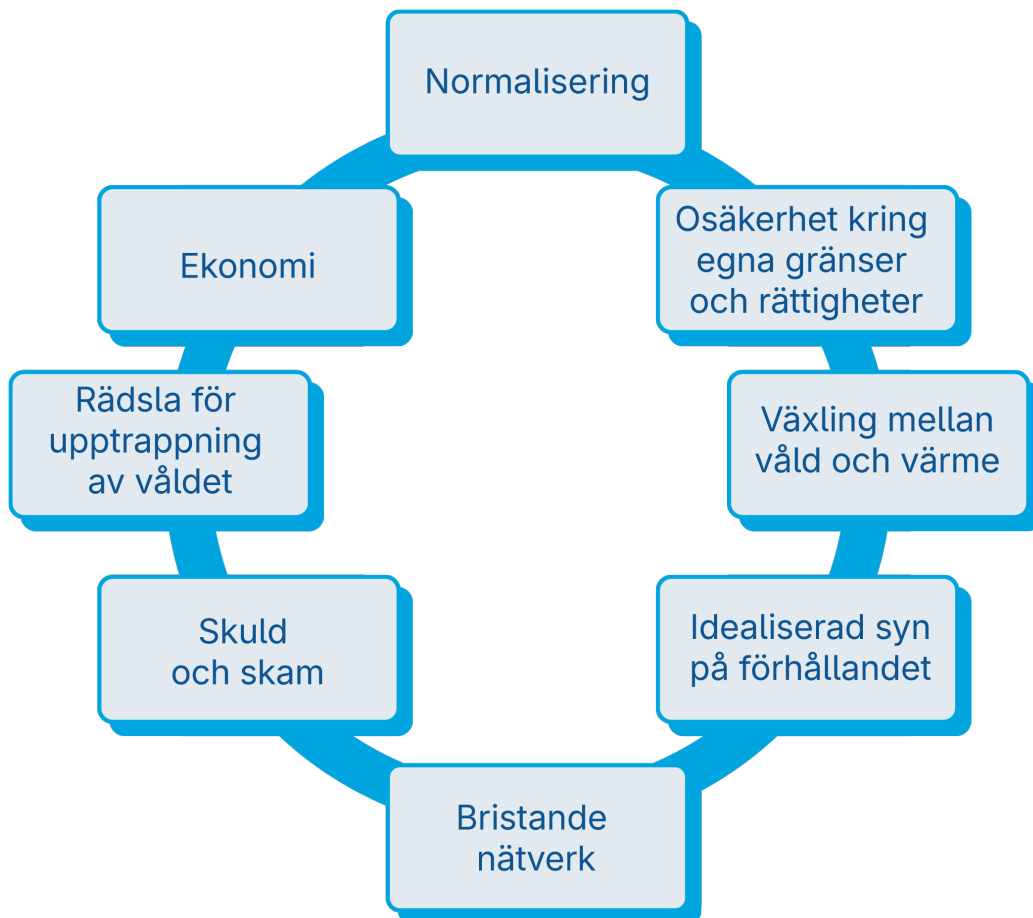 Normalisering
Osäkerhet kring
egna gränser
och rättigheter
Växling mellan
våld och värme
Idealiserad syn
på förhållandet
Bristande
nätverk
Skuld
och skam
Rädsla för
upptrappning
av våldet
Ekonomi